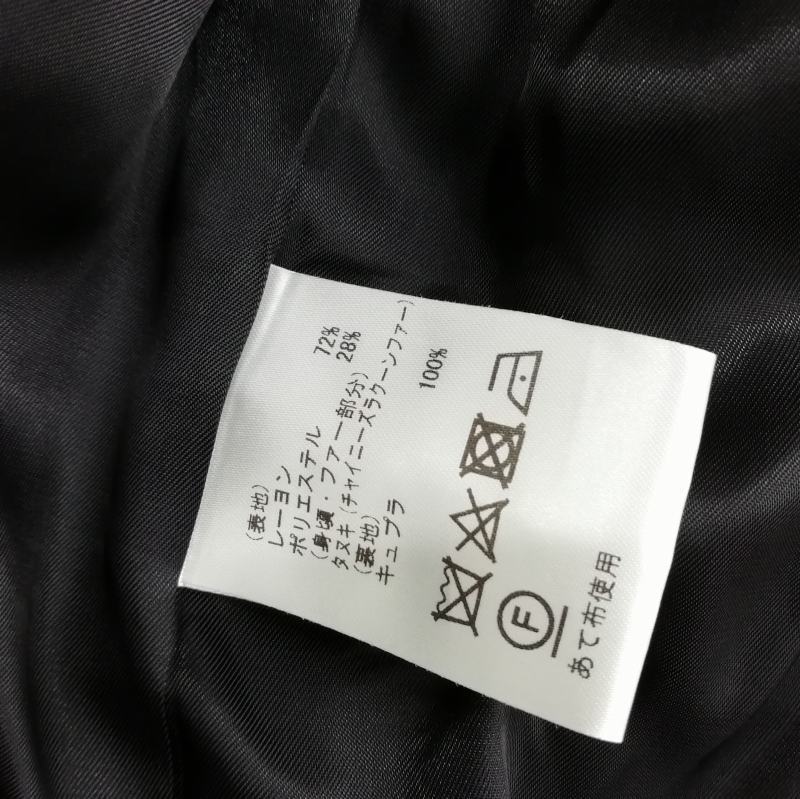 (表地)
レーヨン 72%
ポリエステル 28%
(身頃・ファー部分)
タヌキ (チャイニーズラクーンファー)
(裏地)
キュプラ 100%
F
あて布使用